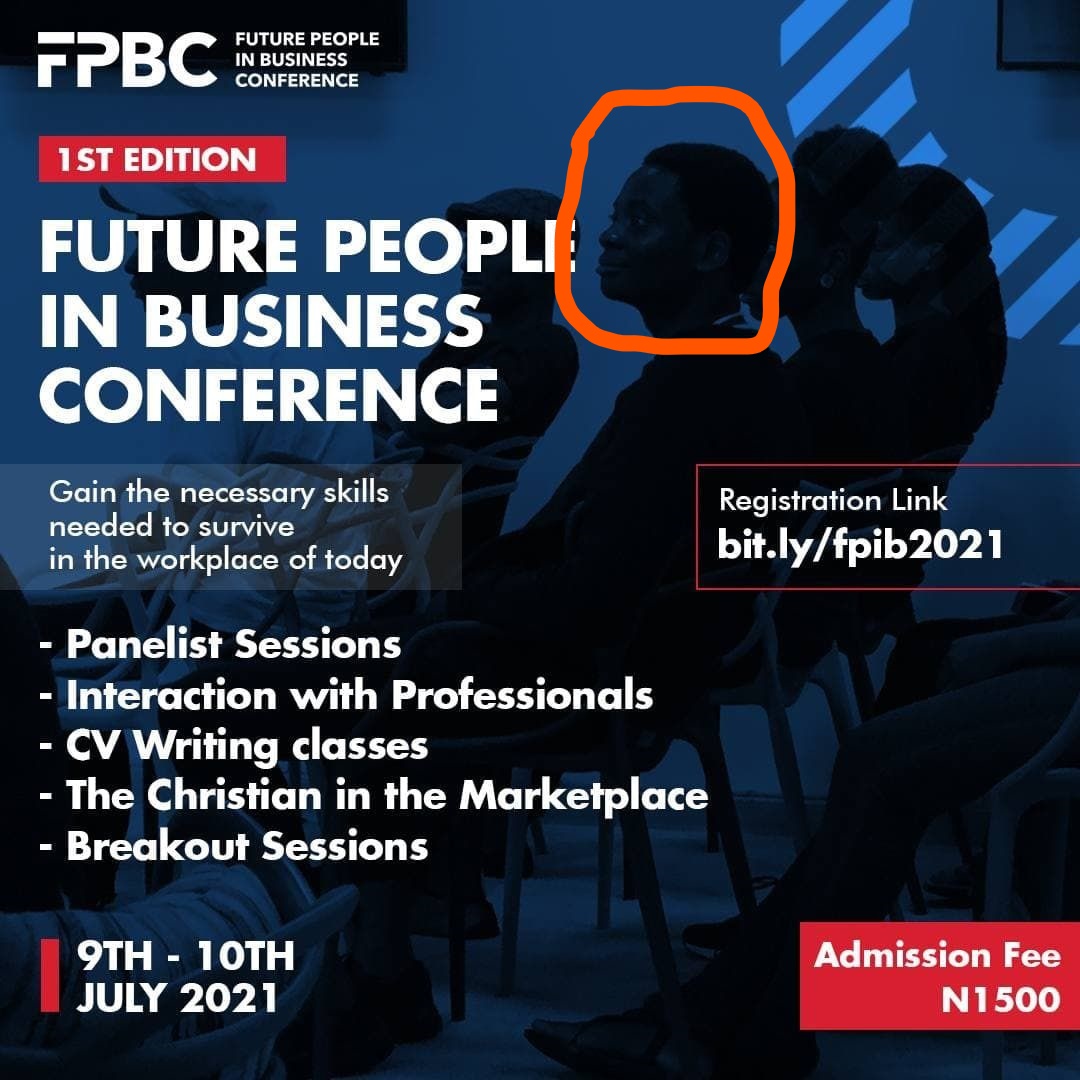 FPBC
FUTURE PEOPLE
IN BUSINESS
CONFERENCE
1ST EDITION
FUTURE PEOPLE
IN BUSINESS
CONFERENCE
Gain the necessary skills
needed to survive
in the workplace of today
Registration Link
bit.ly/fpib2021
- Panelist Sessions
- Interaction with Professionals
- CV Writing classes
- The Christian in the Marketplace
- Breakout Sessions
9TH - 10TH
JULY 2021
Admission Fee
N1500